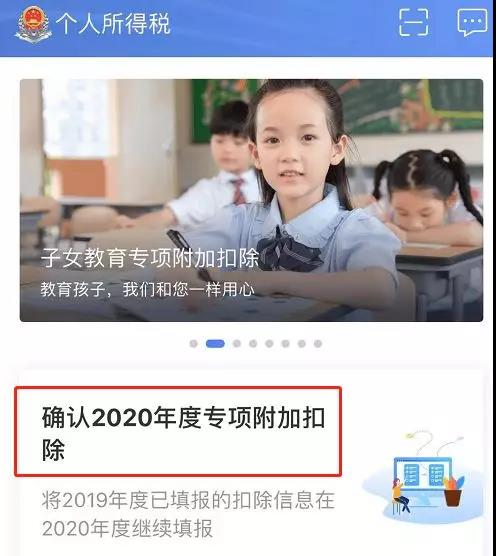 个人所得税
子女教育专项附加扣除
教育孩子，我们和您一样用心
确认2020年度专项附加扣
除
将2019年度已填报的扣除信息在
2020年度继续填报